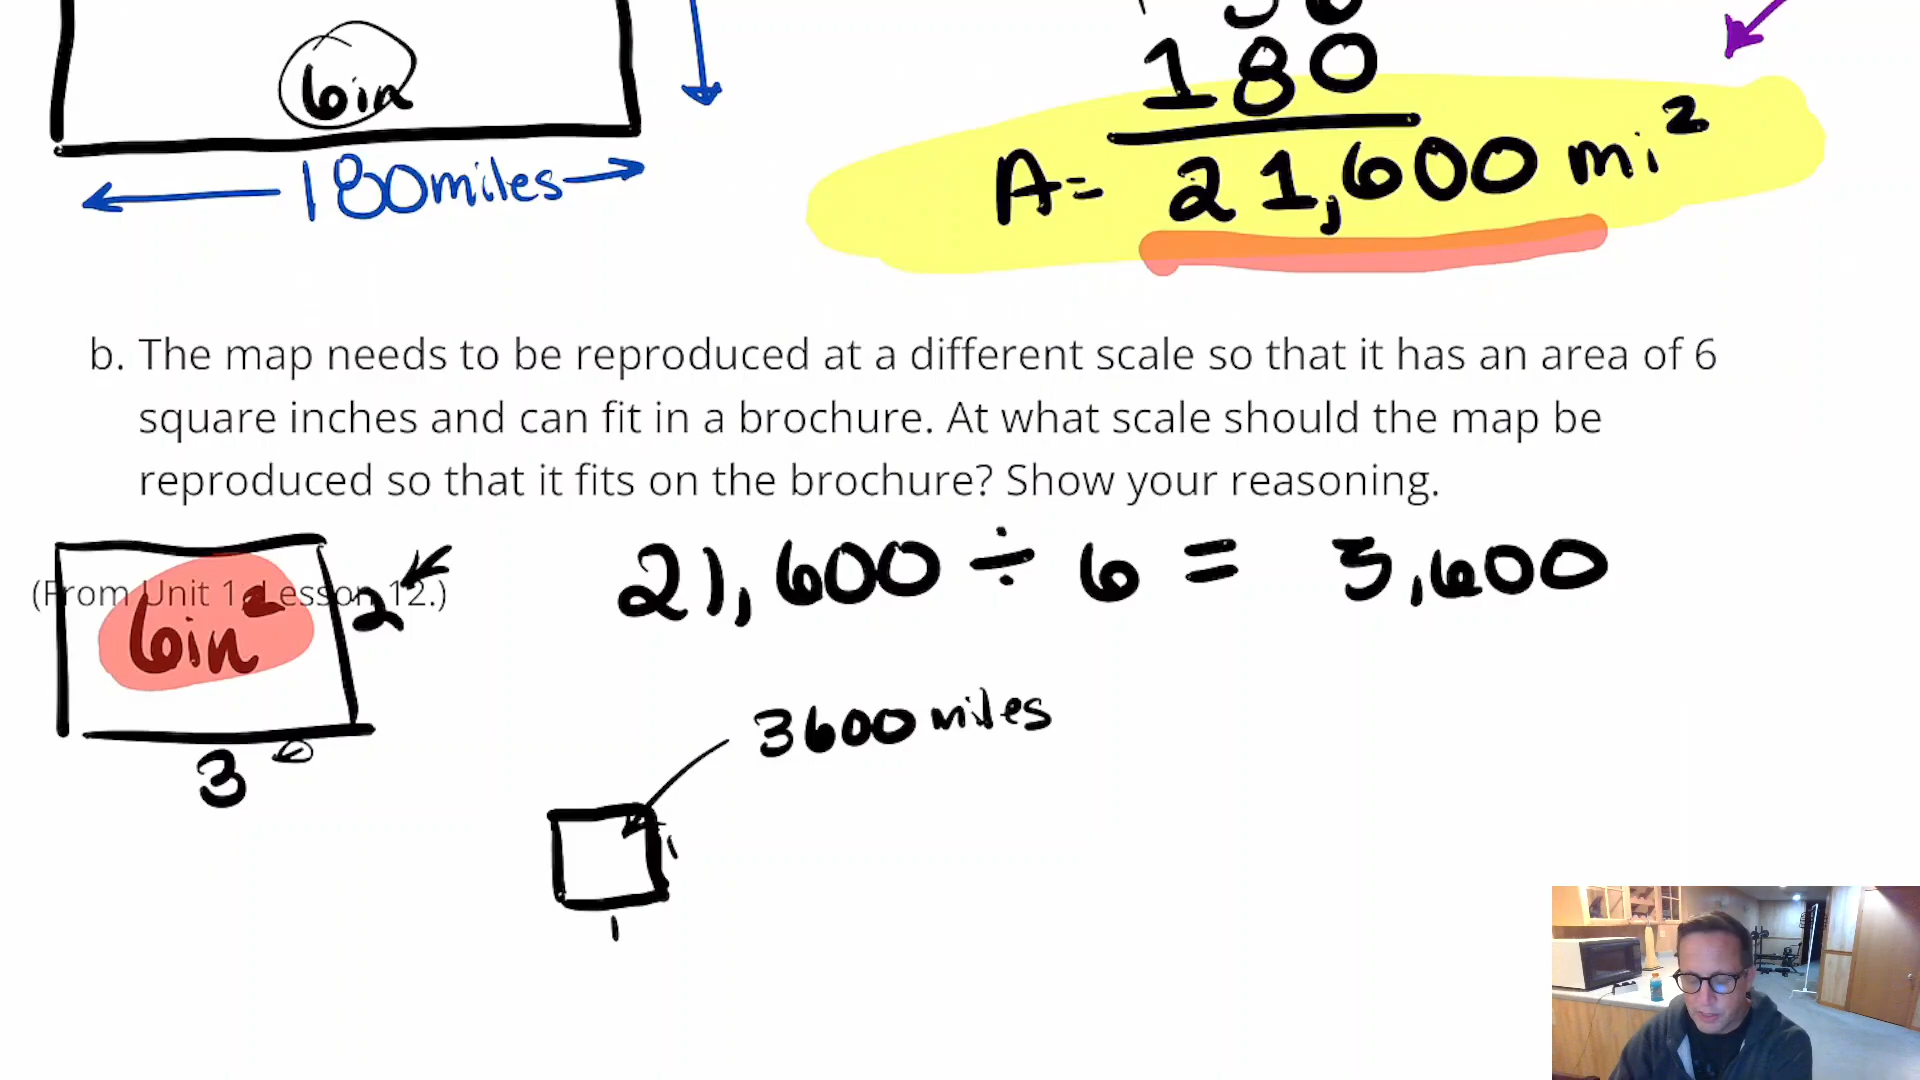 6in
180miles
180
A= 21,600 mi²
b. The map needs to be reproduced at a different scale so that it has an area of 6
square inches and can fit in a brochure. At what scale should the map be
reproduced so that it fits on the brochure? Show your reasoning.
21,600 ÷ 6 = 3,600
(From Unit 1, Lesson 12.)
6in²
2
3
3600 miles
1
1